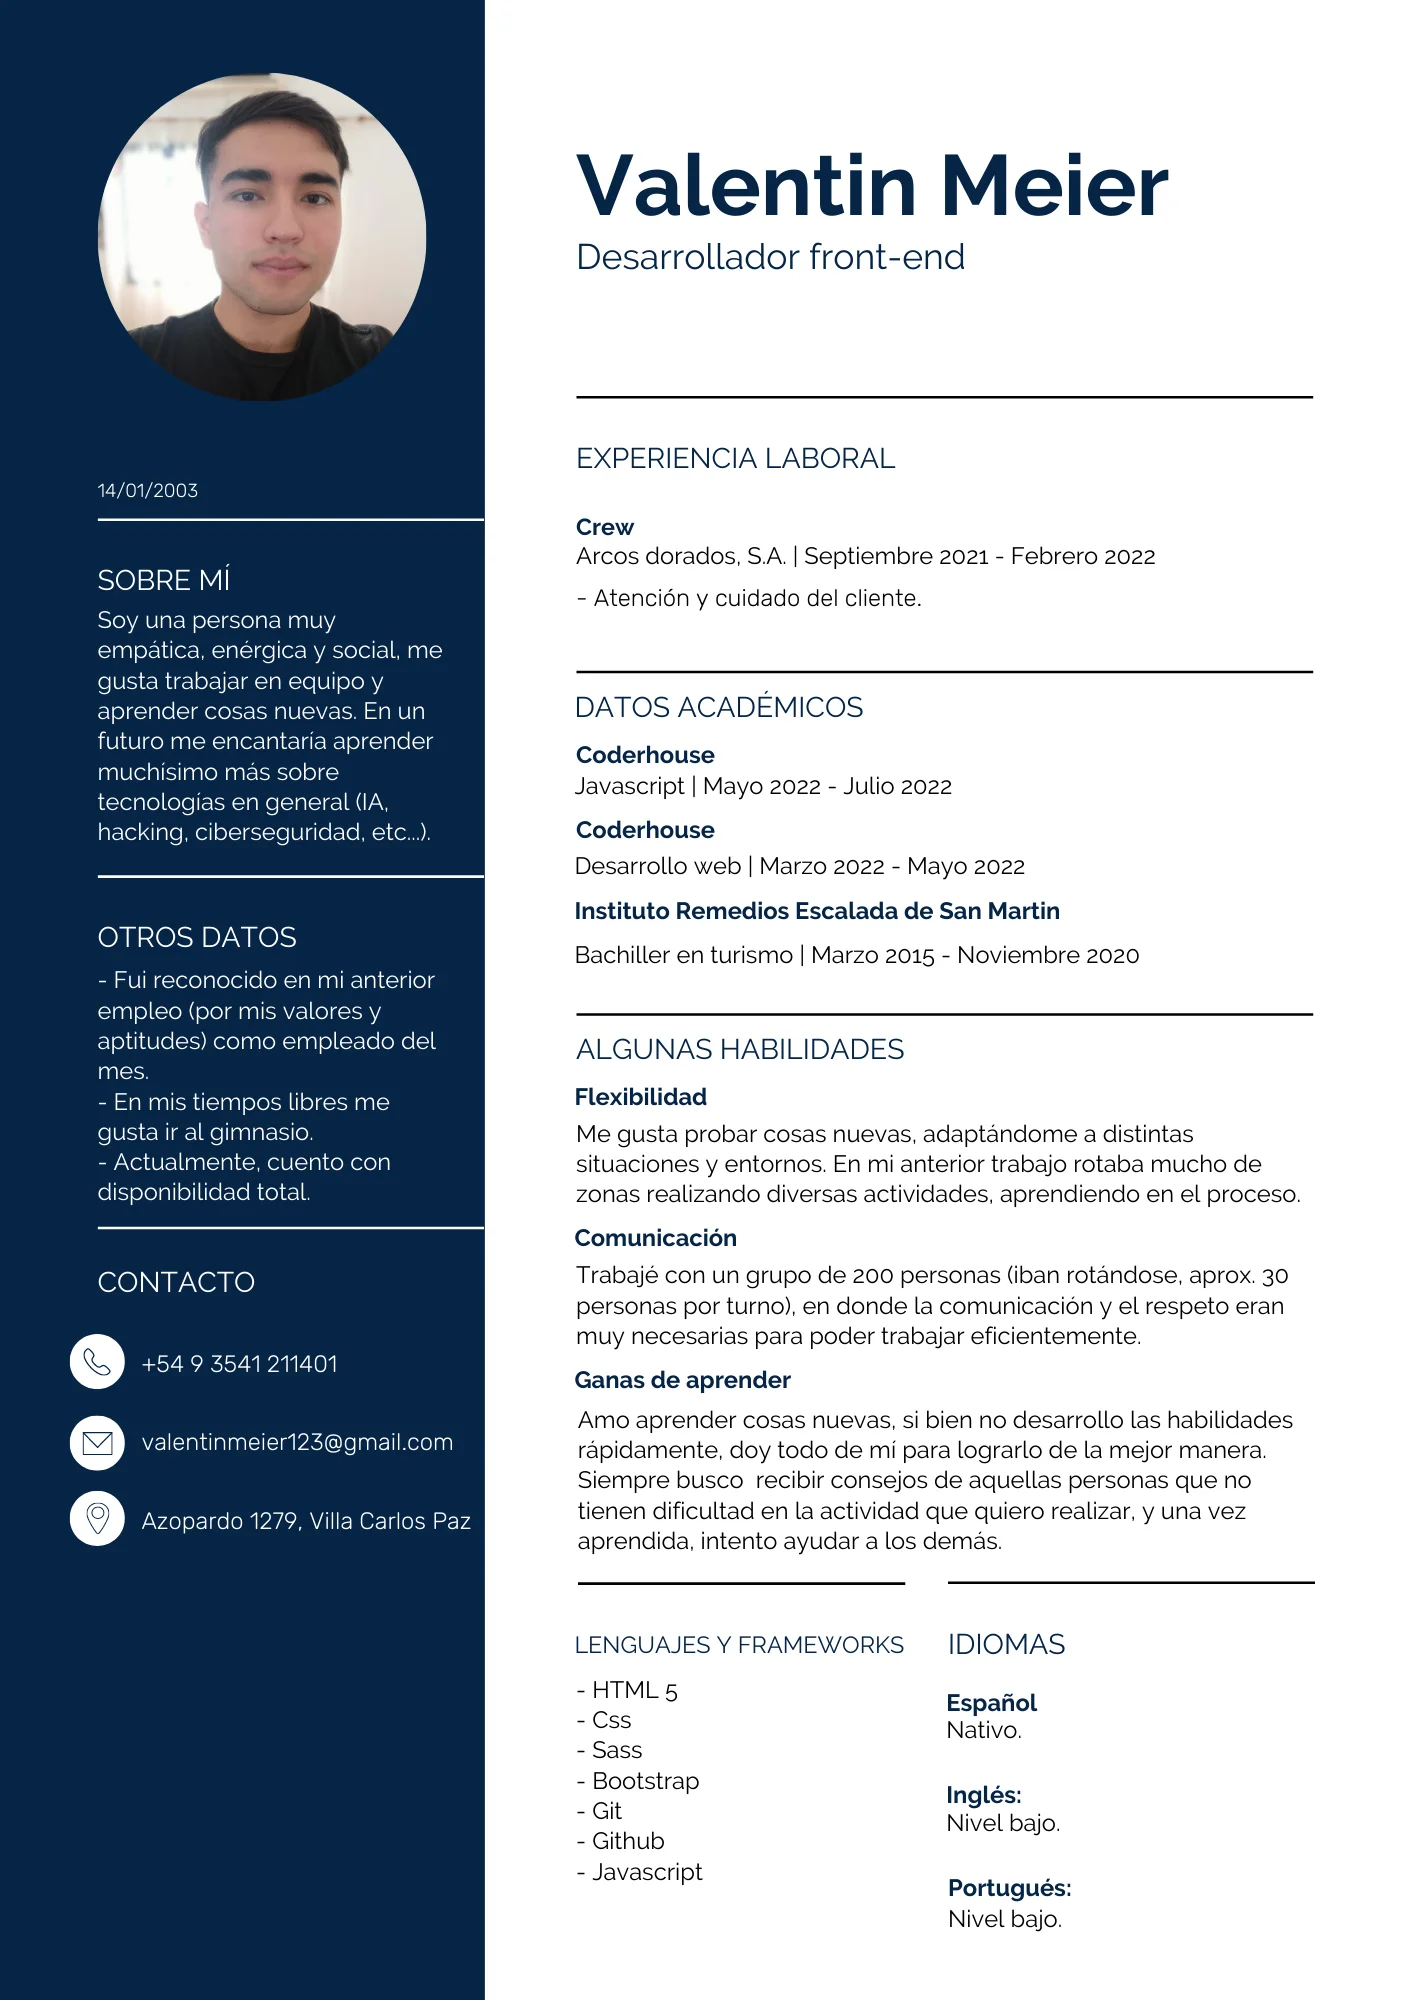 14/01/2003
SOBRE MÍ
Soy una persona muy
empática, enérgica y social, me
gusta trabajar en equipo y
aprender cosas nuevas. En un
futuro me encantaría aprender
muchísimo más sobre
tecnologías en general (IA,
hacking, ciberseguridad, etc...).
OTROS DATOS
- Fui reconocido en mi anterior
empleo (por mis valores y
aptitudes) como empleado del
mes.
- En mis tiempos libres me
gusta ir al gimnasio.
- Actualmente, cuento con
disponibilidad total.
CONTACTO
+54 9 3541 211401
valentinmeier123@gmail.com
Azopardo 1279, Villa Carlos Paz
Valentin Meier
Desarrollador front-end
EXPERIENCIA LABORAL
Crew
Arcos dorados, S.A. | Septiembre 2021 - Febrero 2022
- Atención y cuidado del cliente.
DATOS ACADÉMICOS
Coderhouse
Javascript | Mayo 2022 - Julio 2022
Coderhouse
Desarrollo web | Marzo 2022 - Mayo 2022
Instituto Remedios Escalada de San Martin
Bachiller en turismo | Marzo 2015 - Noviembre 2020
ALGUNAS HABILIDADES
Flexibilidad
Me gusta probar cosas nuevas, adaptándome a distintas
situaciones y entornos. En mi anterior trabajo rotaba mucho de
zonas realizando diversas actividades, aprendiendo en el proceso.
Comunicación
Trabajé con un grupo de 200 personas (iban rotándose, aprox. 30
personas por turno), en donde la comunicación y el respeto eran
muy necesarias para poder trabajar eficientemente.
Ganas de aprender
Amo aprender cosas nuevas, si bien no desarrollo las habilidades
rápidamente, doy todo de mí para lograrlo de la mejor manera.
Siempre busco  recibir consejos de aquellas personas que no
tienen dificultad en la actividad que quiero realizar, y una vez
aprendida, intento ayudar a los demás.
LENGUAJES Y FRAMEWORKS
- HTML 5
- Css
- Sass
- Bootstrap
- Git
- Github
- Javascript
IDIOMAS
Español
Nativo.
Inglés:
Nivel bajo.
Portugués:
Nivel bajo.